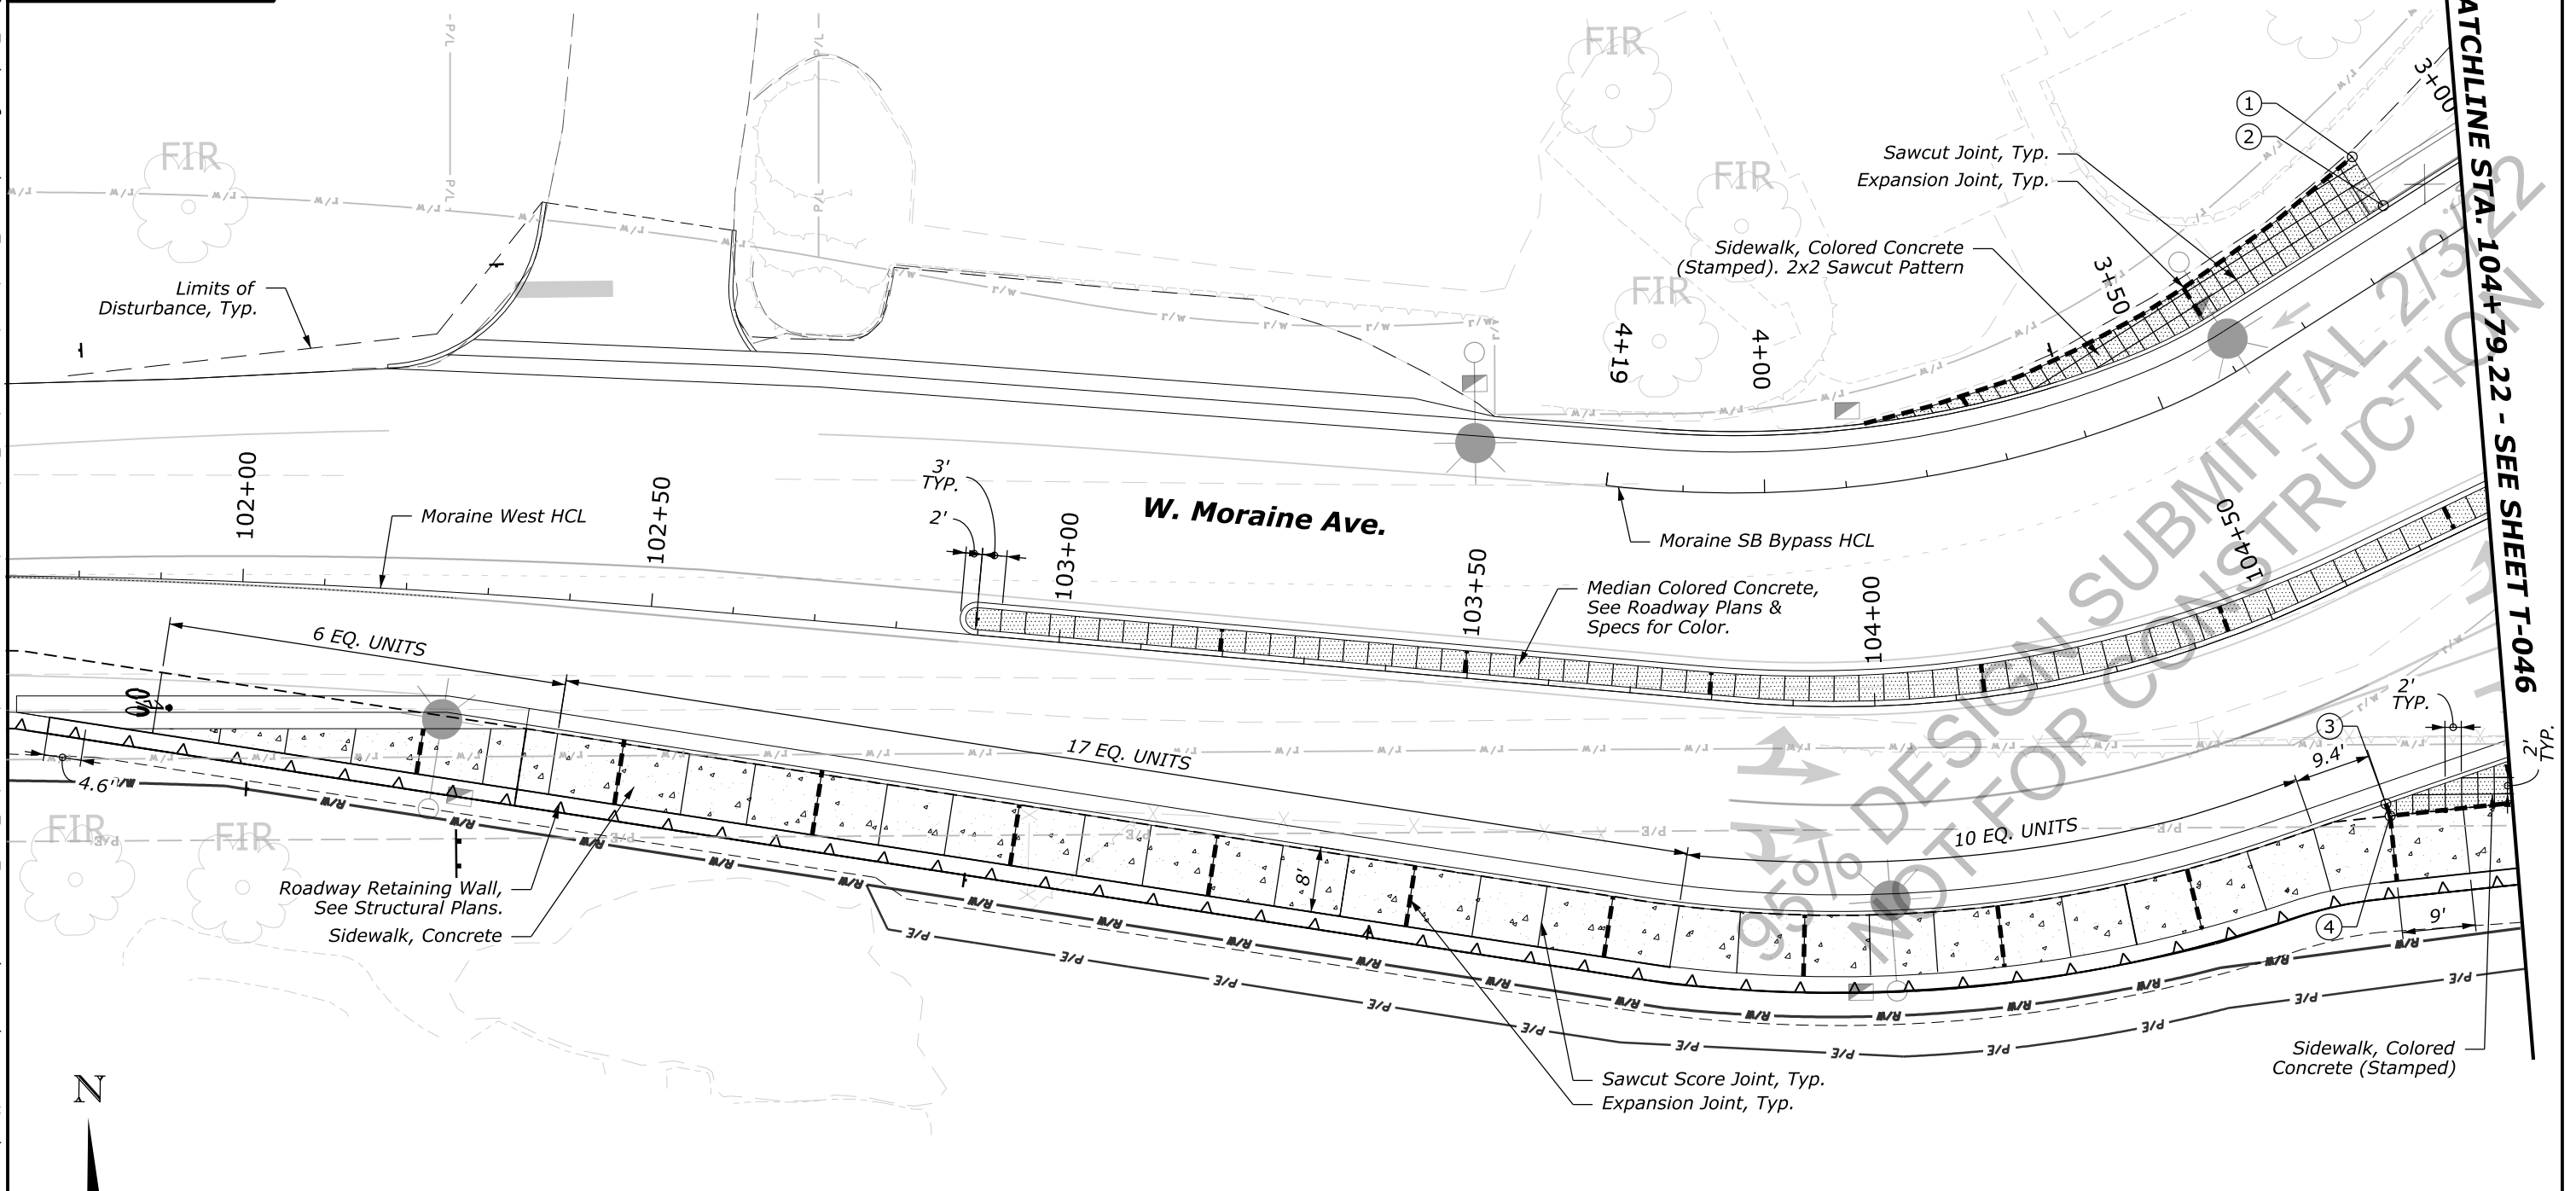 FIR
FIR
FIR
FIR
FIR
FIR
P/L
P/L
P/L
P/L
r/w
r/w
r/w
r/w
r/w
r/w
MATCHLINE STA. 104+79.22 - SEE SHEET T-046
3+00
1
2
Sawcut Joint, Typ.
Expansion Joint, Typ.
Sidewalk, Colored Concrete
(Stamped). 2x2 Sawcut Pattern
3+50
4+19
4+00
Limits of
Disturbance, Typ.
102+00
102+50
103+00
103+50
104+00
104+50
Moraine West HCL
3'
TYP.
2'
W. Moraine Ave.
Moraine SB Bypass HCL
Median Colored Concrete,
See Roadway Plans &
Specs for Color.
6 EQ. UNITS
17 EQ. UNITS
10 EQ. UNITS
9.4'
3
2'
TYP.
2'
TYP.
4.6'
8'
9'
4
Roadway Retaining Wall,
See Structural Plans.
Sidewalk, Concrete
R/W
R/W
R/W
R/W
P/E
P/E
P/E
P/E
Sawcut Score Joint, Typ.
Expansion Joint, Typ.
Sidewalk, Colored
Concrete (Stamped)
95% DESIGN SUBMITTAL 2/3/22
NOT FOR CONSTRUCTION
N